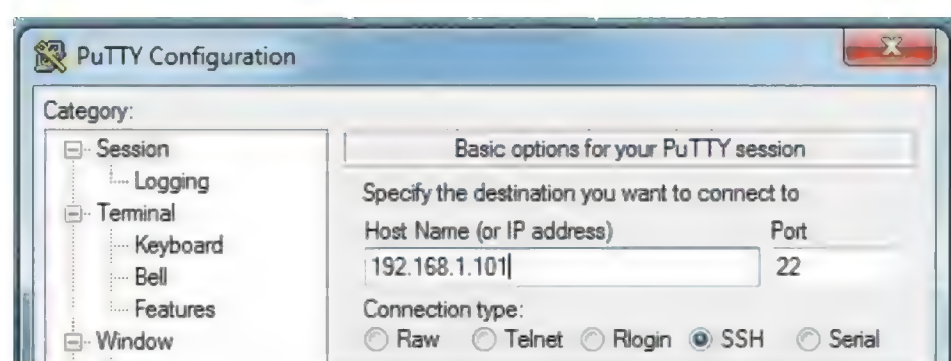 PuTTY Configuration
Category:
Session
Logging
Terminal
Keyboard
Bell
Features
Window
Basic options for your PuTTY session
Specify the destination you want to connect to
Host Name (or IP address)
Port
192.168.1.101
22
Connection type:
Raw
Telnet
Rlogin
SSH
Serial